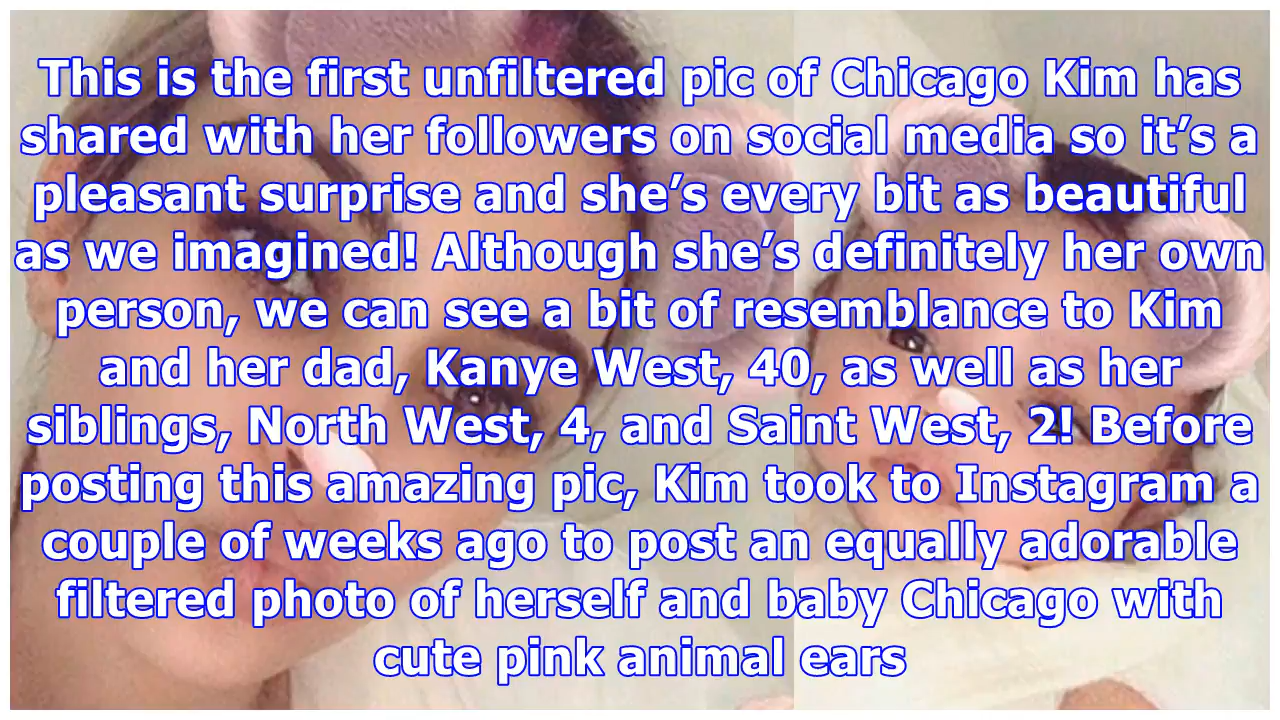 This is the first unfiltered pic of Chicago Kim has
shared with her followers on social media so it’s a
pleasant surprise and she’s every bit as beautiful
as we imagined! Although she’s definitely her own
person, we can see a bit of resemblance to Kim
and her dad, Kanye West, 40, as well as her
siblings, North West, 4, and Saint West, 2! Before
posting this amazing pic, Kim took to Instagram a
couple of weeks ago to post an equally adorable
filtered photo of herself and baby Chicago with
cute pink animal ears